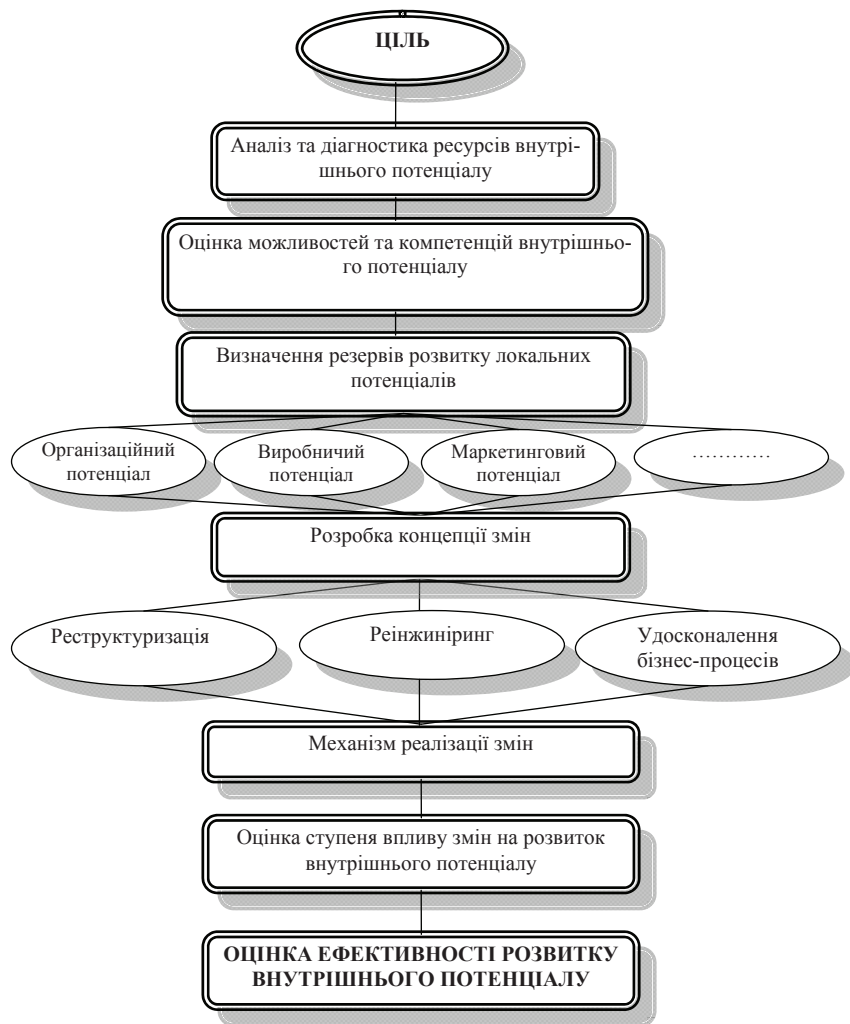 ЦІЛЬ
Аналіз та діагностика ресурсів внутрі-
шнього потенціалу
Оцінка можливостей та компетенцій внутрішньо-
го потенціалу
Визначення резервів розвитку локальних
потенціалів
Організаційний
потенціал
Виробничий
потенціал
Маркетинговий
потенціал
…………
Розробка концепції змін
Реструктуризація
Реінжиніринг
Удосконалення
бізнес-процесів
Механізм реалізації змін
Оцінка ступеня впливу змін на розвиток
внутрішнього потенціалу
ОЦІНКА ЕФЕКТИВНОСТІ РОЗВИТКУ
ВНУТРІШНЬОГО ПОТЕНЦІАЛУ